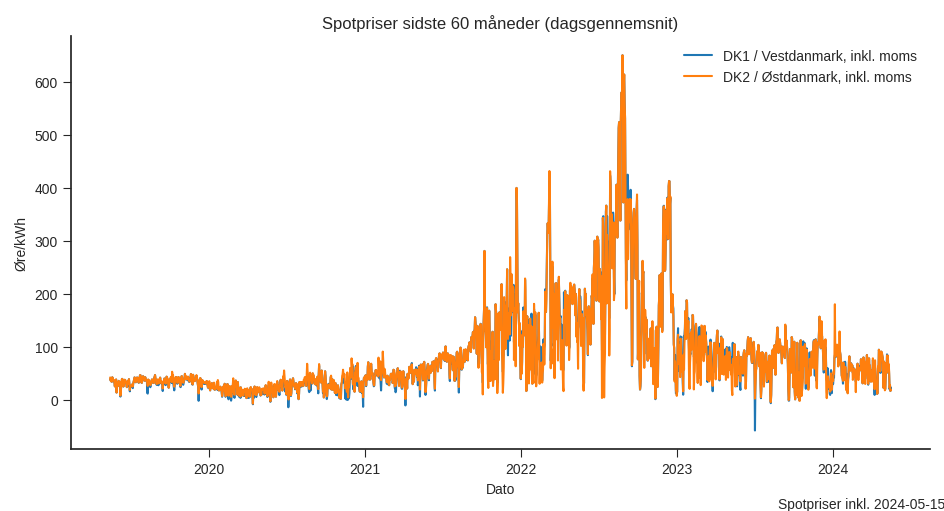 Spotpriser sidste 60 måneder (dagsgennemsnit)
DK1 / Vestdanmark, inkl. moms
DK2 / Østdanmark, inkl. moms
Øre/kWh
600
500
400
300
200
100
0
2020 2021 2022 2023 2024
Dato
Spotpriser inkl. 2024-05-15